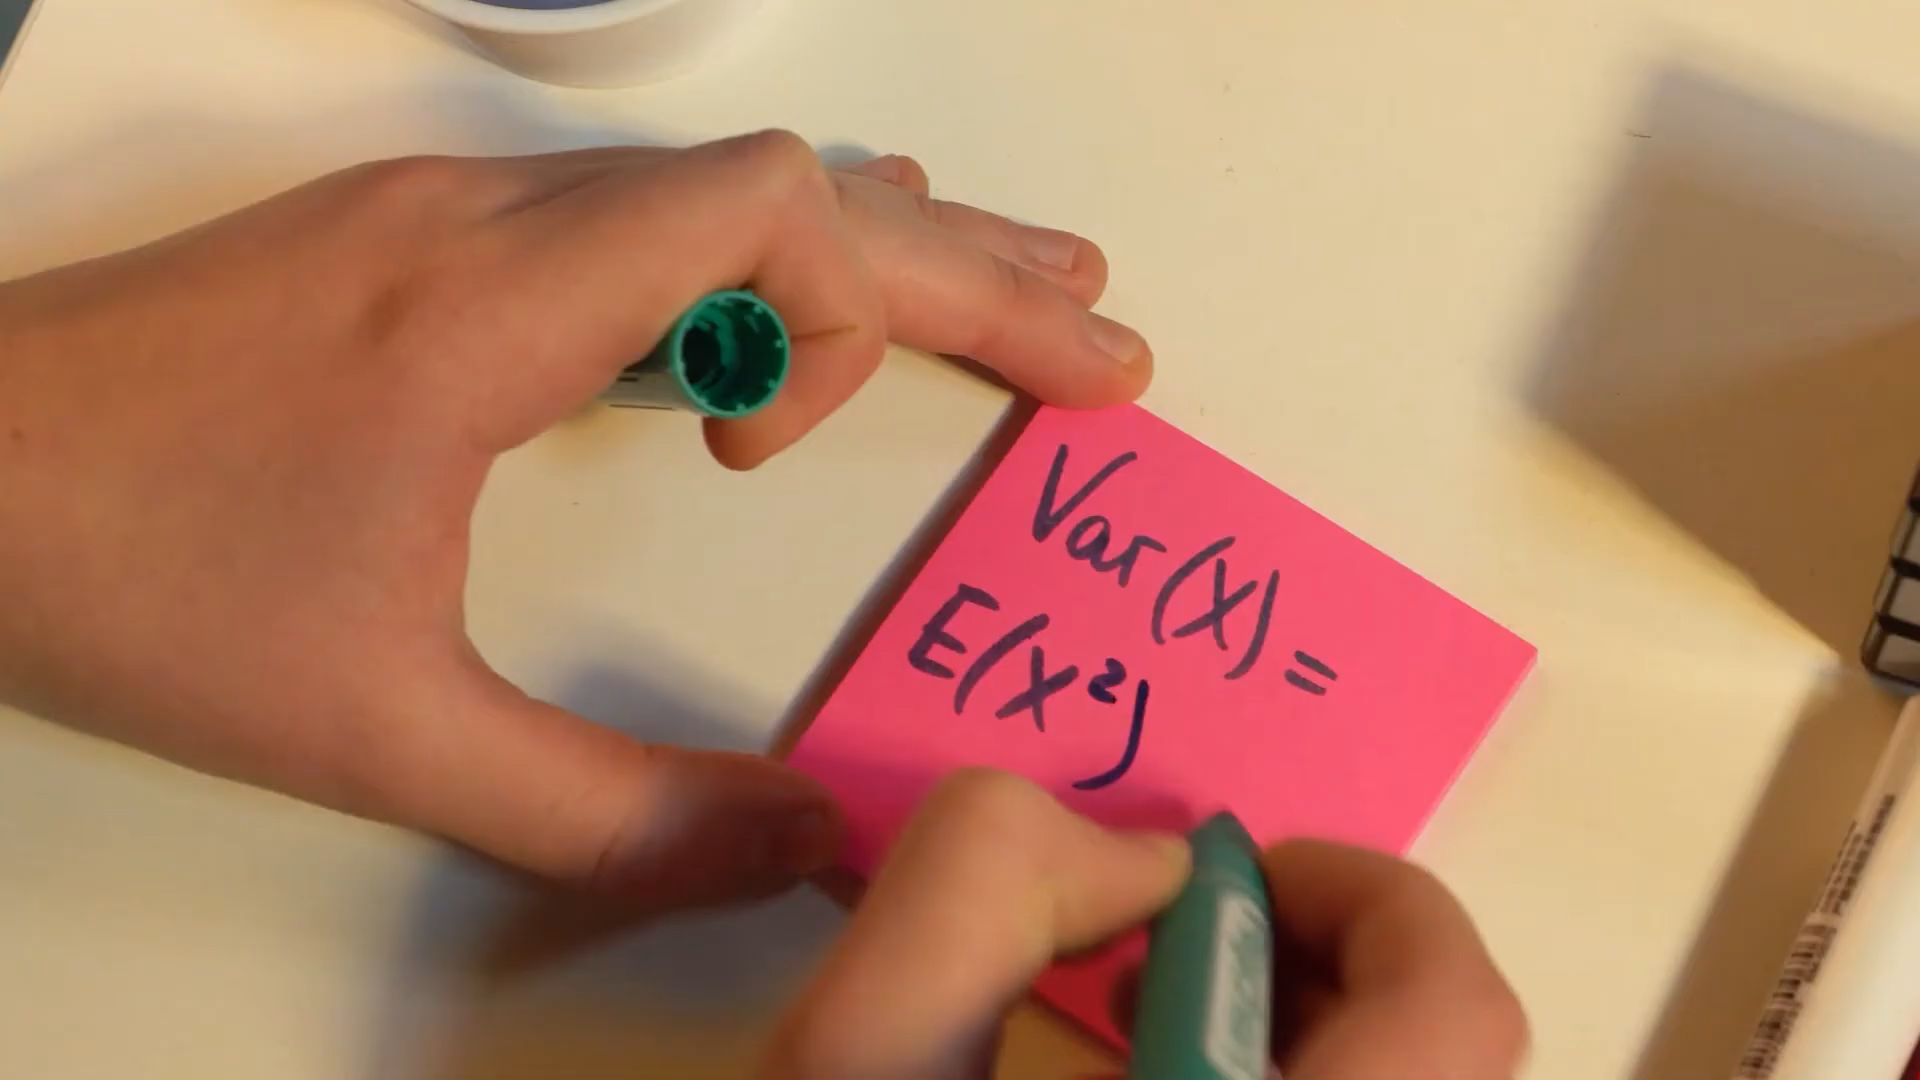 Var(X)=
E(X²)